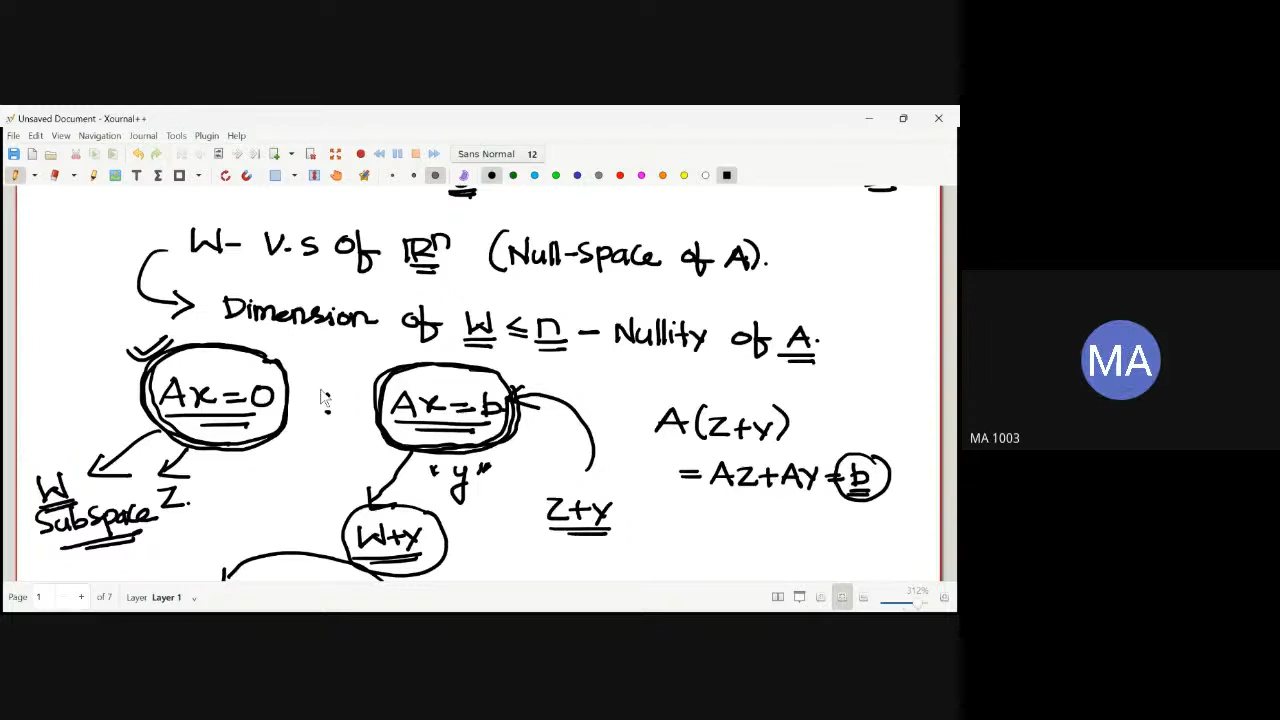 Unsaved Document - Xournal++
File Edit View Navigation Journal Tools Plugin Help
Sans Normal 12
W- V.S of ℝⁿ (Null-space of A).
Dimension of W ≤ n - Nullity of A.
Ax=0 : Ax=b
A(z+y)
= Az+Ay=b
W
Subspace
z.
"y"
z+y
W+y
Page 1 of 7 Layer Layer 1 312%
MA
MA 1003